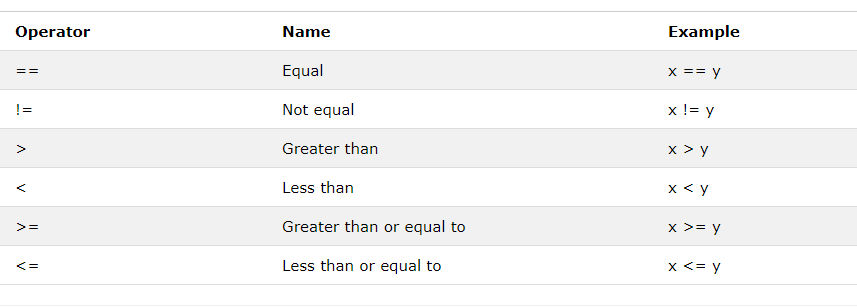 Operator Name Example
== Equal x == y
!= Not equal x != y
> Greater than x > y
< Less than x < y
>= Greater than or equal to x >= y
<= Less than or equal to x <= y